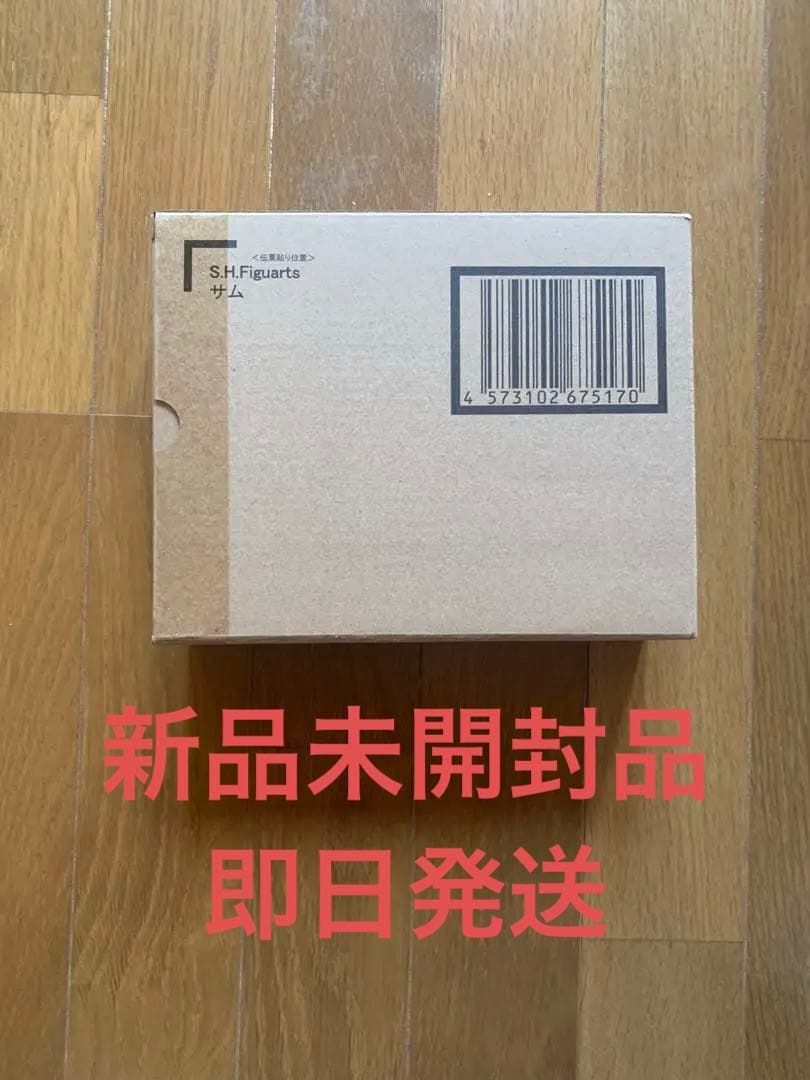 <伝票貼り位置>
S.H.Figuarts
サム
4 573102 675170
新品未開封品
即日発送